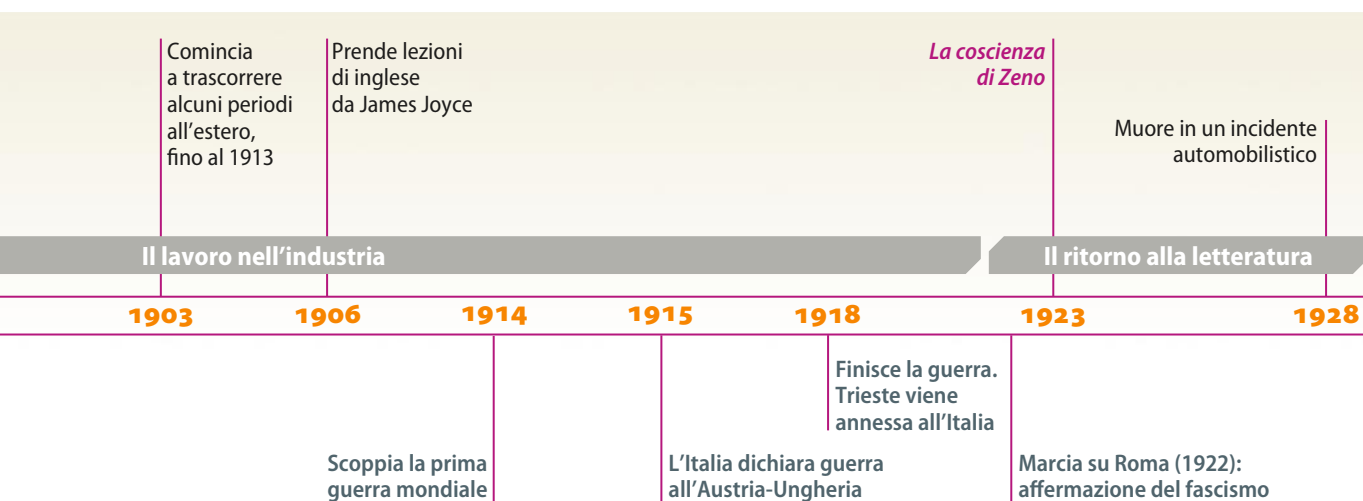 Comincia
a trascorrere
alcuni periodi
all'estero,
fino al 1913
Prende lezioni
di inglese
da James Joyce
La coscienza
di Zeno
Muore in un incidente
automobilistico
Il lavoro nell'industria
Il ritorno alla letteratura
1903 1906 1914 1915 1918 1923 1928
Finisce la guerra.
Trieste viene
annessa all'Italia
Scoppia la prima
guerra mondiale
L'Italia dichiara guerra
all'Austria-Ungheria
Marcia su Roma (1922):
affermazione del fascismo